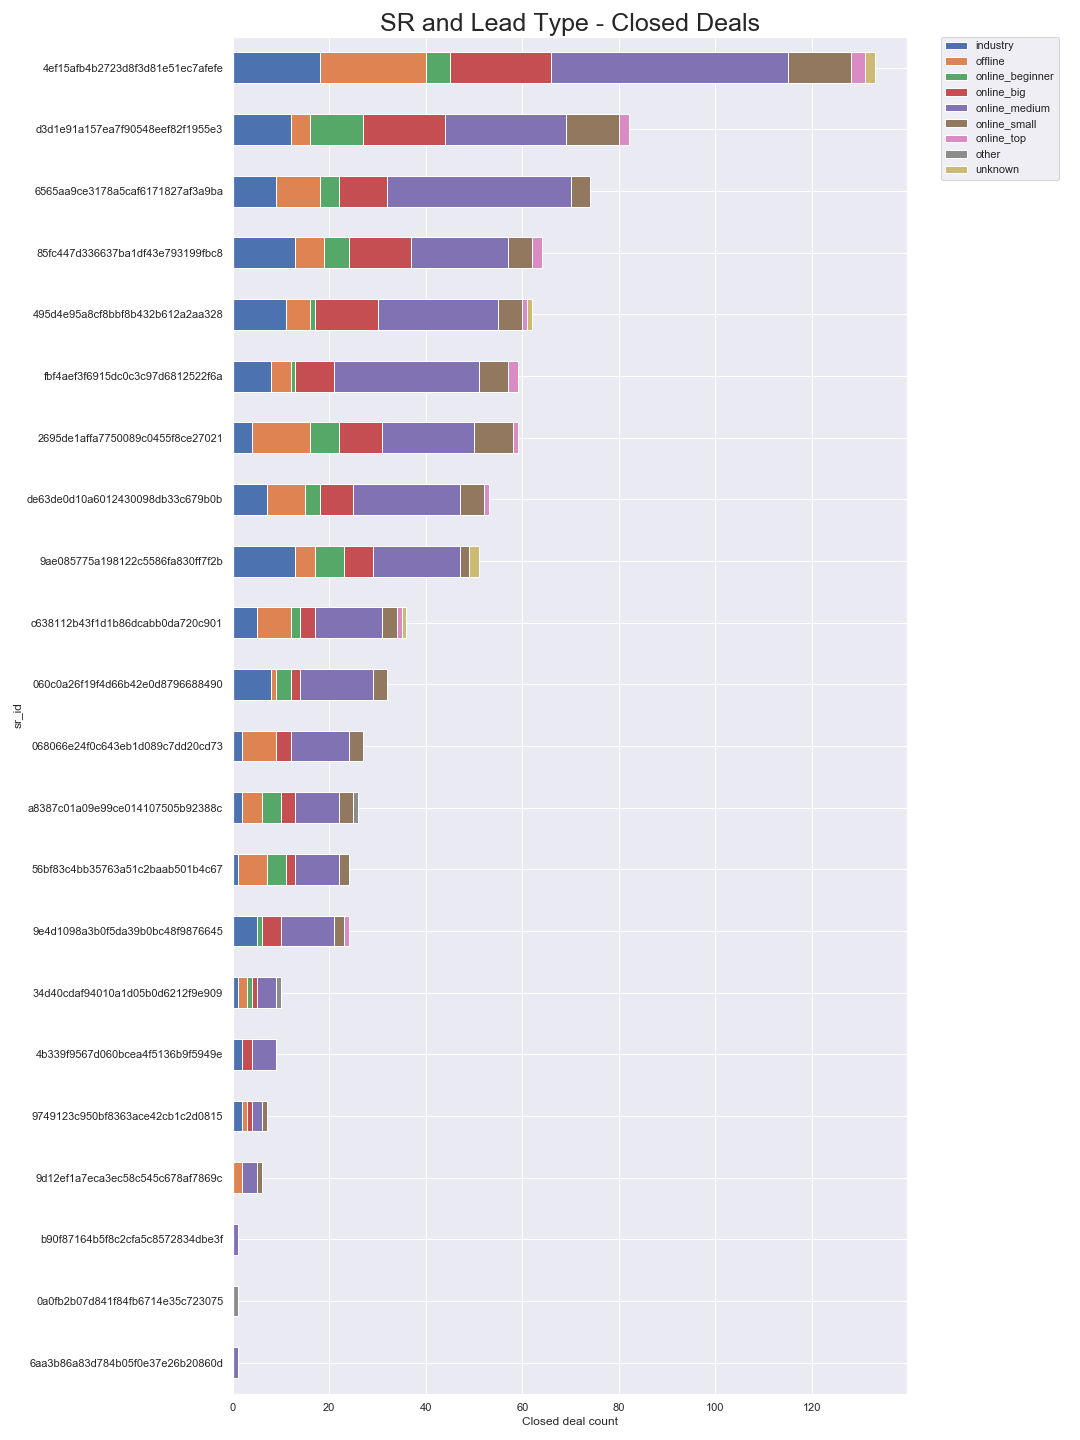 SR and Lead Type - Closed Deals
industry
offline
online_beginner
online_big
online_medium
online_small
online_top
other
unknown
sr_id
4ef15afb4b2723d8f3d81e51ec7afefe
d3d1e91a157ea7f90548eef82f1955e3
6565aa9ce3178a5caf6171827af3a9ba
85fc447d336637ba1df43e793199fbc8
495d4e95a8cf8bbf8b432b612a2aa328
fbf4aef3f6915dc0c3c97d6812522f6a
2695de1affa7750089c0455f8ce27021
de63de0d10a6012430098db33c679b0b
9ae085775a198122c5586fa830ff7f2b
c638112b43f1d1b86dcabb0da720c901
060c0a26f19f4d66b42e0d8796688490
068066e24f0c643eb1d089c7dd20cd73
a8387c01a09e99ce014107505b92388c
56bf83c4bb35763a51c2baab501b4c67
9e4d1098a3b0f5da39b0bc48f9876645
34d40cdaf94010a1d05b0d6212f9e909
4b339f9567d060bcea4f5136b9f5949e
9749123c950bf8363ace42cb1c2d0815
9d12ef1a7eca3ec58c545c678af7869c
b90f87164b5f8c2cfa5c8572834dbe3f
0a0fb2b07d841f84fb6714e35c723075
6aa3b86a83d784b05f0e37e26b20860d
0 20 40 60 80 100 120
Closed deal count